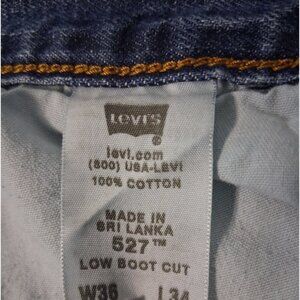 LEVI'S
levi.com
(800) USA-LEVI
100% COTTON
MADE IN
SRI LANKA
527™
LOW BOOT CUT
W36 L34